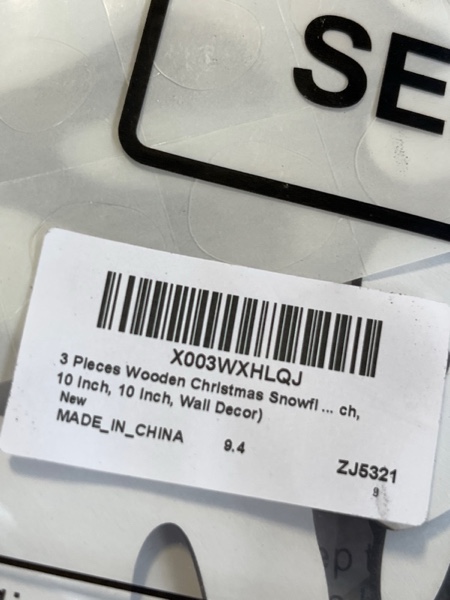 SE
X003WXHLQJ
3 Pieces Wooden Christmas Snowfl ... ch,
10 Inch, 10 Inch, Wall Decor)
New
MADE_IN_CHINA 9.4 ZJ5321
9
ep t